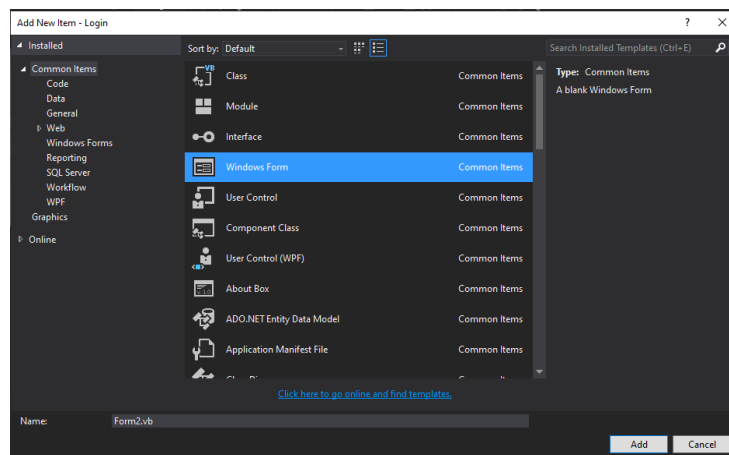 Add New Item - Login
?
Installed
Sort by: Default
Search Installed Templates (Ctrl+E)
Common Items
Code
Data
General
Web
Windows Forms
Reporting
SQL Server
Workflow
WPF
Graphics
Online
VB
Class Common Items
Module Common Items
Interface Common Items
Windows Form Common Items
User Control Common Items
Component Class Common Items
User Control (WPF) Common Items
About Box Common Items
ADO.NET Entity Data Model Common Items
Application Manifest File Common Items
Type: Common Items
A blank Windows Form
Click here to go online and find templates.
Name: Form2.vb
Add Cancel